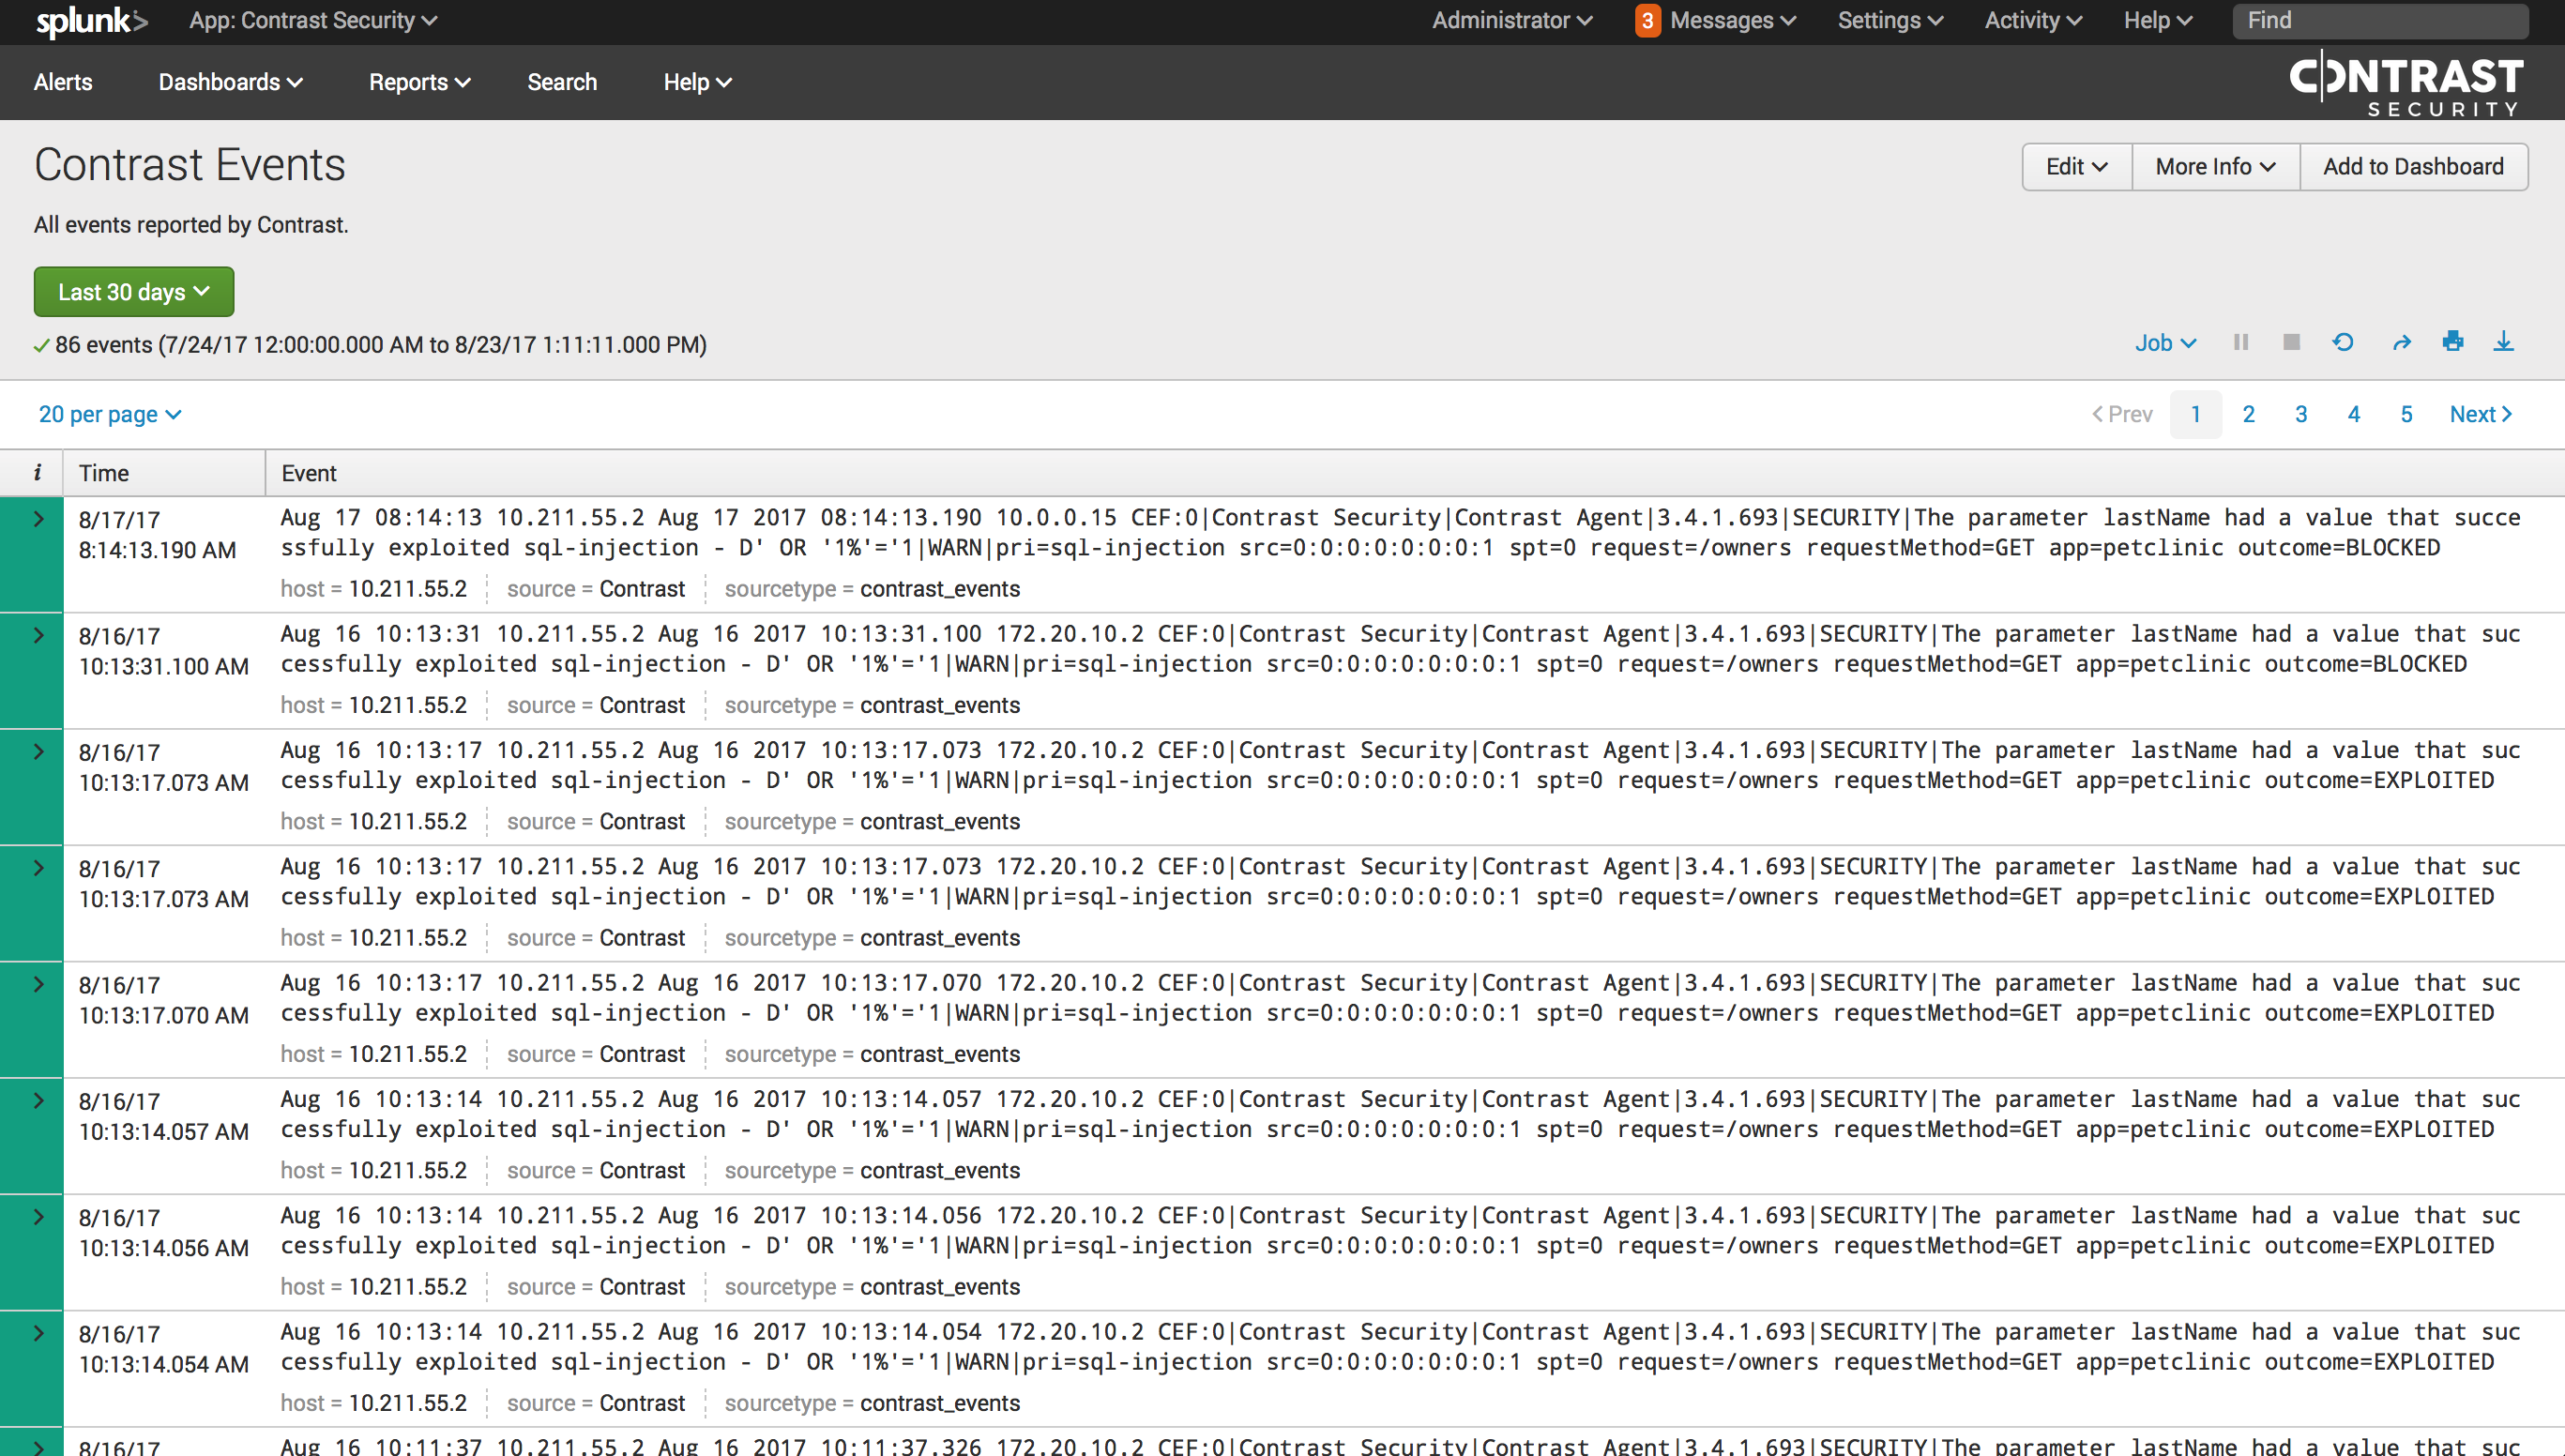 splunk> App: Contrast Security Administrator 3 Messages Settings Activity Help Find
Alerts Dashboards Reports Search Help CONTRAST
SECURITY
Contrast Events Edit More Info Add to Dashboard
All events reported by Contrast.
Last 30 days
86 events (7/24/17 12:00:00.000 AM to 8/23/17 1:11:11.000 PM) Job
20 per page Prev 1 2 3 4 5 Next
i Time Event
8/17/17 Aug 17 08:14:13 10.211.55.2 Aug 17 2017 08:14:13.190 10.0.0.15 CEF:0|Contrast Security|Contrast Agent|3.4.1.693|SECURITY|The parameter lastName had a value that succe
8:14:13.190 AM ssfully exploited sql-injection - D' OR '1%'='1|WARN|pri=sql-injection src=0:0:0:0:0:0:0:1 spt=0 request=/owners requestMethod=GET app=petclinic outcome=BLOCKED
host = 10.211.55.2 source = Contrast sourcetype = contrast_events
8/16/17 Aug 16 10:13:31 10.211.55.2 Aug 16 2017 10:13:31.100 172.20.10.2 CEF:0|Contrast Security|Contrast Agent|3.4.1.693|SECURITY|The parameter lastName had a value that suc
10:13:31.100 AM cessfully exploited sql-injection - D' OR '1%'='1|WARN|pri=sql-injection src=0:0:0:0:0:0:0:1 spt=0 request=/owners requestMethod=GET app=petclinic outcome=BLOCKED
host = 10.211.55.2 source = Contrast sourcetype = contrast_events
8/16/17 Aug 16 10:13:17 10.211.55.2 Aug 16 2017 10:13:17.073 172.20.10.2 CEF:0|Contrast Security|Contrast Agent|3.4.1.693|SECURITY|The parameter lastName had a value that suc
10:13:17.073 AM cessfully exploited sql-injection - D' OR '1%'='1|WARN|pri=sql-injection src=0:0:0:0:0:0:0:1 spt=0 request=/owners requestMethod=GET app=petclinic outcome=EXPLOITED
host = 10.211.55.2 source = Contrast sourcetype = contrast_events
8/16/17 Aug 16 10:13:17 10.211.55.2 Aug 16 2017 10:13:17.073 172.20.10.2 CEF:0|Contrast Security|Contrast Agent|3.4.1.693|SECURITY|The parameter lastName had a value that suc
10:13:17.073 AM cessfully exploited sql-injection - D' OR '1%'='1|WARN|pri=sql-injection src=0:0:0:0:0:0:0:1 spt=0 request=/owners requestMethod=GET app=petclinic outcome=EXPLOITED
host = 10.211.55.2 source = Contrast sourcetype = contrast_events
8/16/17 Aug 16 10:13:17 10.211.55.2 Aug 16 2017 10:13:17.070 172.20.10.2 CEF:0|Contrast Security|Contrast Agent|3.4.1.693|SECURITY|The parameter lastName had a value that suc
10:13:17.070 AM cessfully exploited sql-injection - D' OR '1%'='1|WARN|pri=sql-injection src=0:0:0:0:0:0:0:1 spt=0 request=/owners requestMethod=GET app=petclinic outcome=EXPLOITED
host = 10.211.55.2 source = Contrast sourcetype = contrast_events
8/16/17 Aug 16 10:13:14 10.211.55.2 Aug 16 2017 10:13:14.057 172.20.10.2 CEF:0|Contrast Security|Contrast Agent|3.4.1.693|SECURITY|The parameter lastName had a value that suc
10:13:14.057 AM cessfully exploited sql-injection - D' OR '1%'='1|WARN|pri=sql-injection src=0:0:0:0:0:0:0:1 spt=0 request=/owners requestMethod=GET app=petclinic outcome=EXPLOITED
host = 10.211.55.2 source = Contrast sourcetype = contrast_events
8/16/17 Aug 16 10:13:14 10.211.55.2 Aug 16 2017 10:13:14.056 172.20.10.2 CEF:0|Contrast Security|Contrast Agent|3.4.1.693|SECURITY|The parameter lastName had a value that suc
10:13:14.056 AM cessfully exploited sql-injection - D' OR '1%'='1|WARN|pri=sql-injection src=0:0:0:0:0:0:0:1 spt=0 request=/owners requestMethod=GET app=petclinic outcome=EXPLOITED
host = 10.211.55.2 source = Contrast sourcetype = contrast_events
8/16/17 Aug 16 10:13:14 10.211.55.2 Aug 16 2017 10:13:14.054 172.20.10.2 CEF:0|Contrast Security|Contrast Agent|3.4.1.693|SECURITY|The parameter lastName had a value that suc
10:13:14.054 AM cessfully exploited sql-injection - D' OR '1%'='1|WARN|pri=sql-injection src=0:0:0:0:0:0:0:1 spt=0 request=/owners requestMethod=GET app=petclinic outcome=EXPLOITED
host = 10.211.55.2 source = Contrast sourcetype = contrast_events
8/16/17 Aug 16 10:11:37 10.211.55.2 Aug 16 2017 10:11:37.326 172.20.10.2 CEF:0|Contrast Security|Contrast Agent|3.4.1.693|SECURITY|The parameter lastName had a value that suc